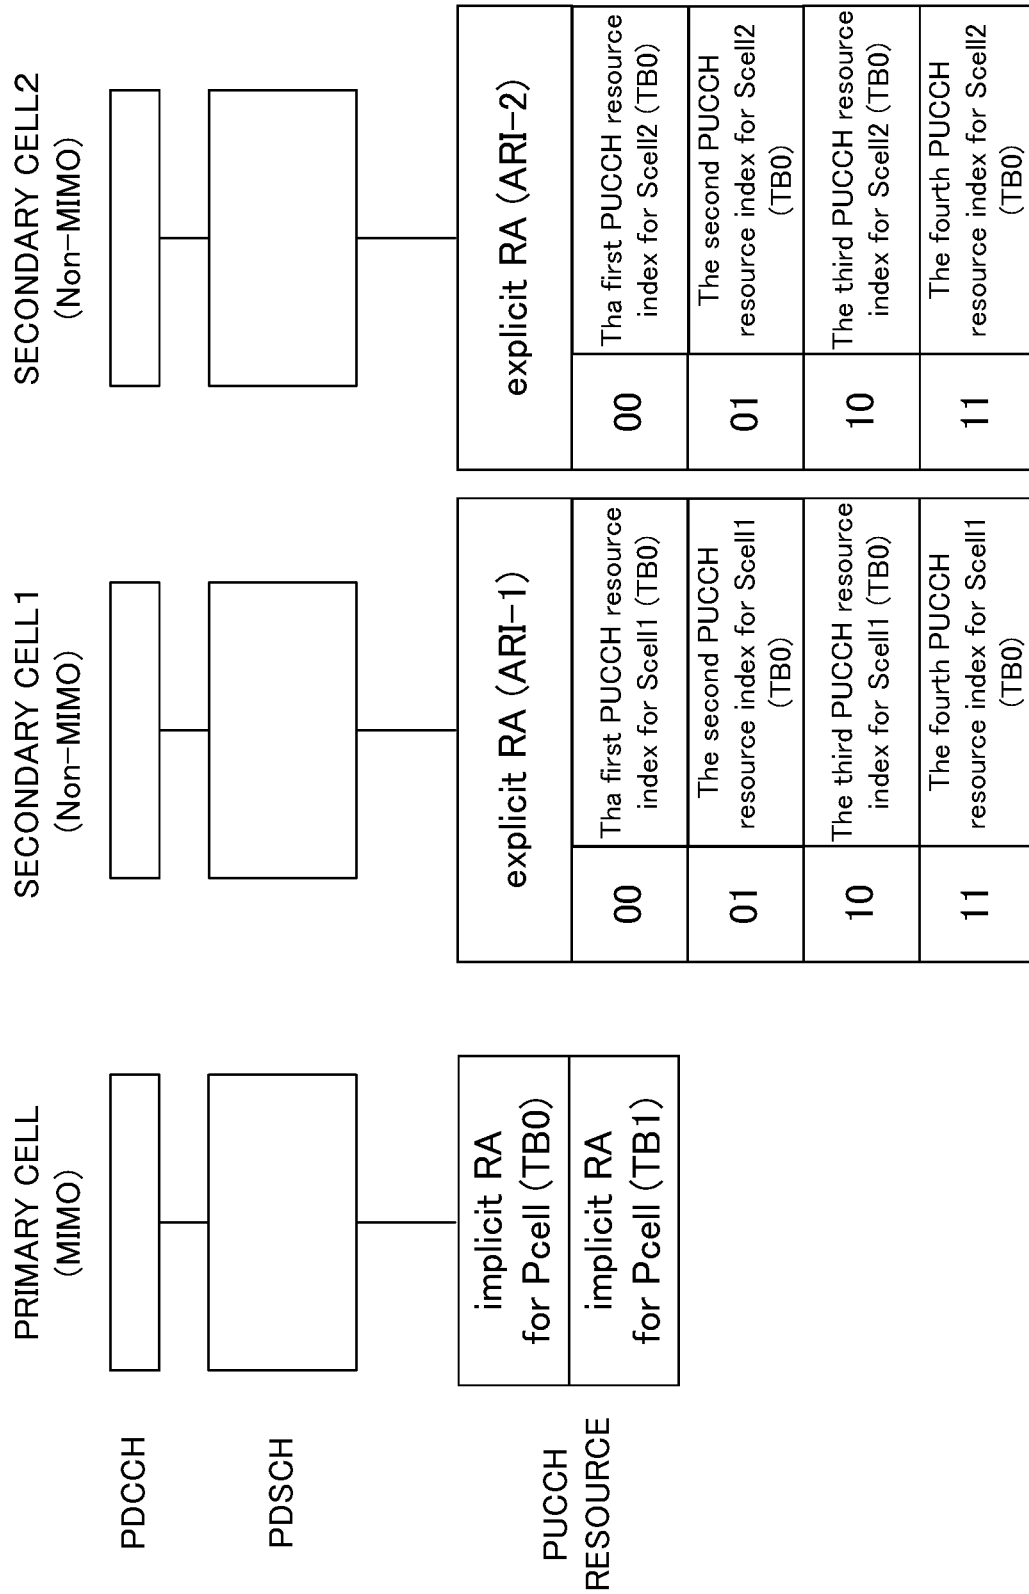 PRIMARY CELL
(MIMO)
SECONDARY CELL1
(Non-MIMO)
SECONDARY CELL2
(Non-MIMO)
PDCCH
PDSCH
PUCCH
RESOURCE
implicit RA
for Pcell (TB0)
implicit RA
for Pcell (TB1)
explicit RA (ARI-1)
00
Tha first PUCCH resource
index for Scell1 (TB0)
01
The second PUCCH
resource index for Scell1
(TB0)
10
The third PUCCH resource
index for Scell1 (TB0)
11
The fourth PUCCH
resource index for Scell1
(TB0)
explicit RA (ARI-2)
00
Tha first PUCCH resource
index for Scell2 (TB0)
01
The second PUCCH
resource index for Scell2
(TB0)
10
The third PUCCH resource
index for Scell2 (TB0)
11
The fourth PUCCH
resource index for Scell2
(TB0)